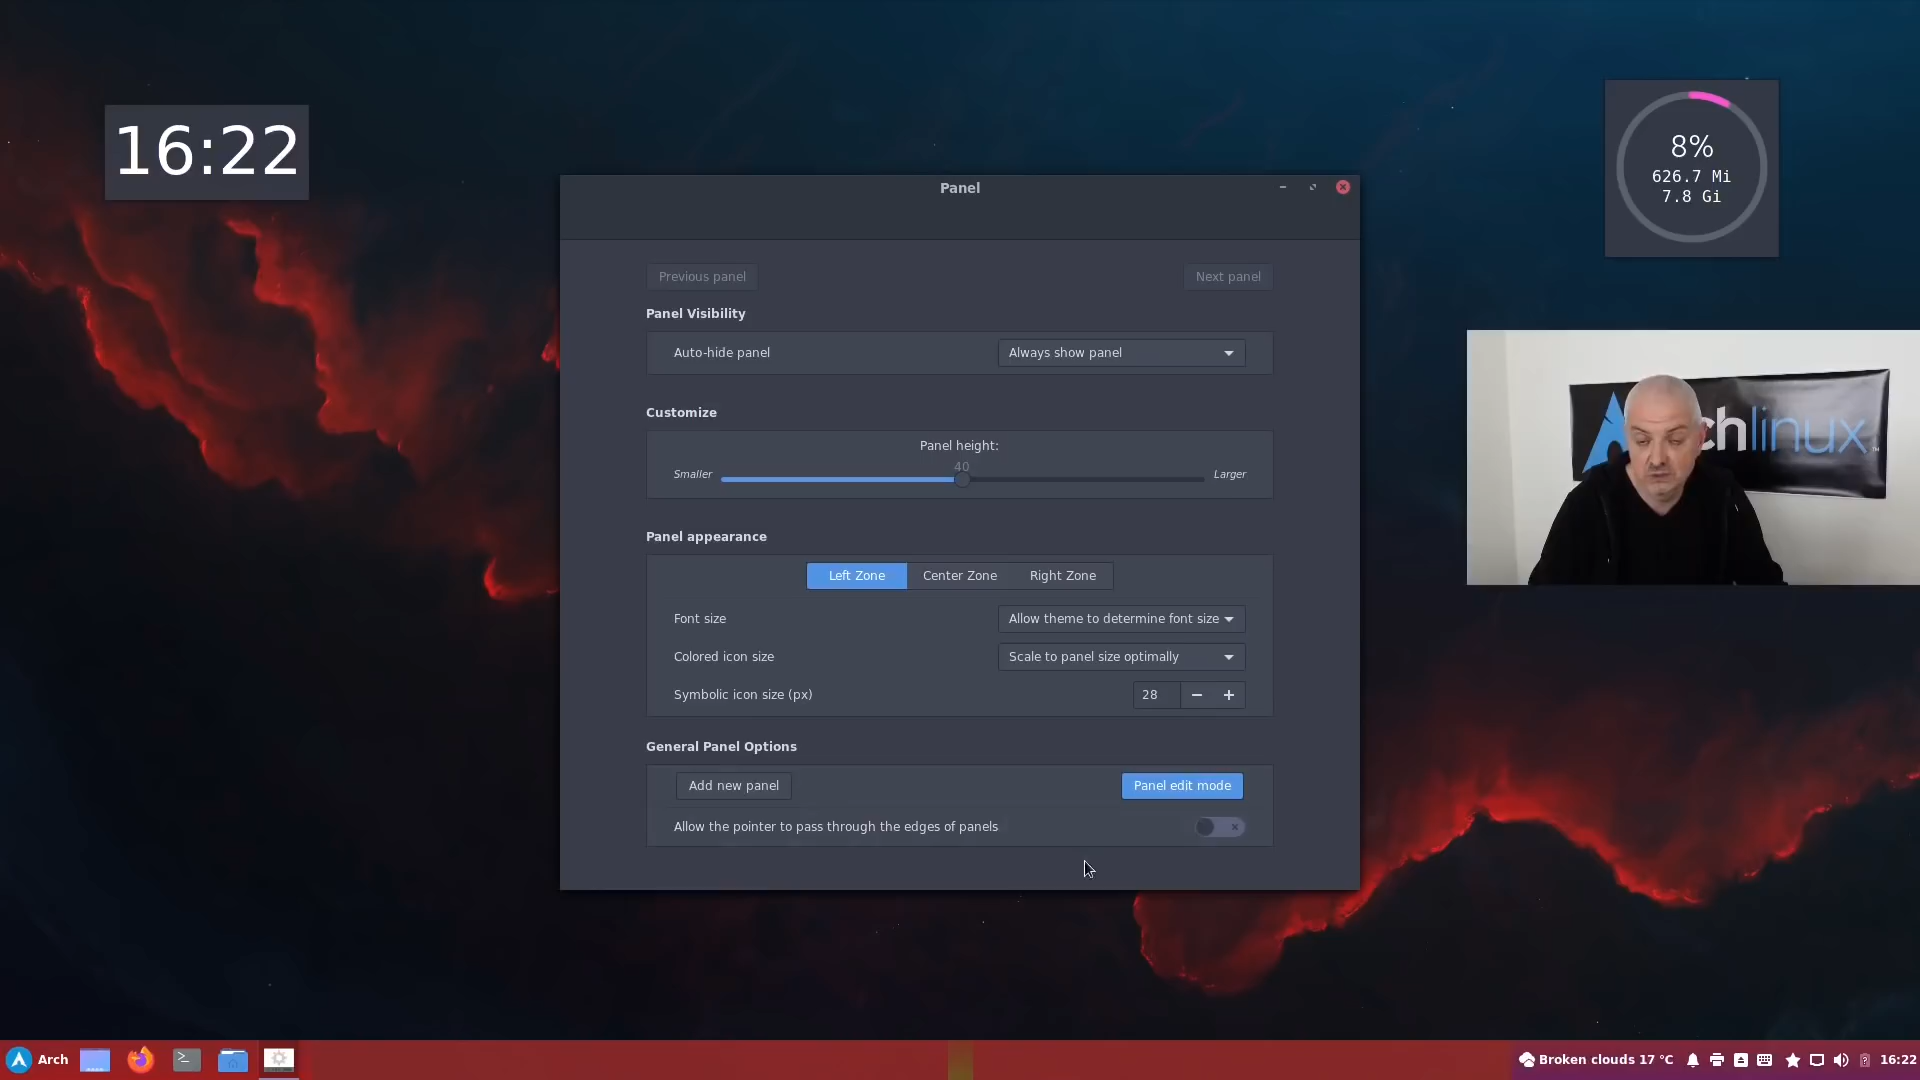 16:22
8%
626.7 Mi
7.8 Gi
Panel
Previous panel
Next panel
Panel Visibility
Auto-hide panel
Always show panel
Customize
Panel height:
40
Smaller
Larger
Panel appearance
Left Zone
Center Zone
Right Zone
Font size
Allow theme to determine font size
Colored icon size
Scale to panel size optimally
Symbolic icon size (px)
28
General Panel Options
Add new panel
Panel edit mode
Allow the pointer to pass through the edges of panels
chlinux
Arch
Broken clouds 17 °C
16:22